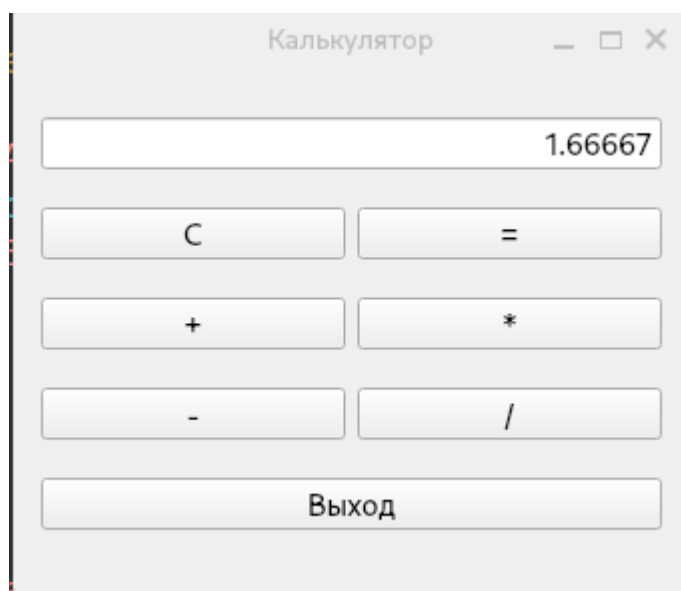 Калькулятор
1.66667
C =
+ *
- /
Выход